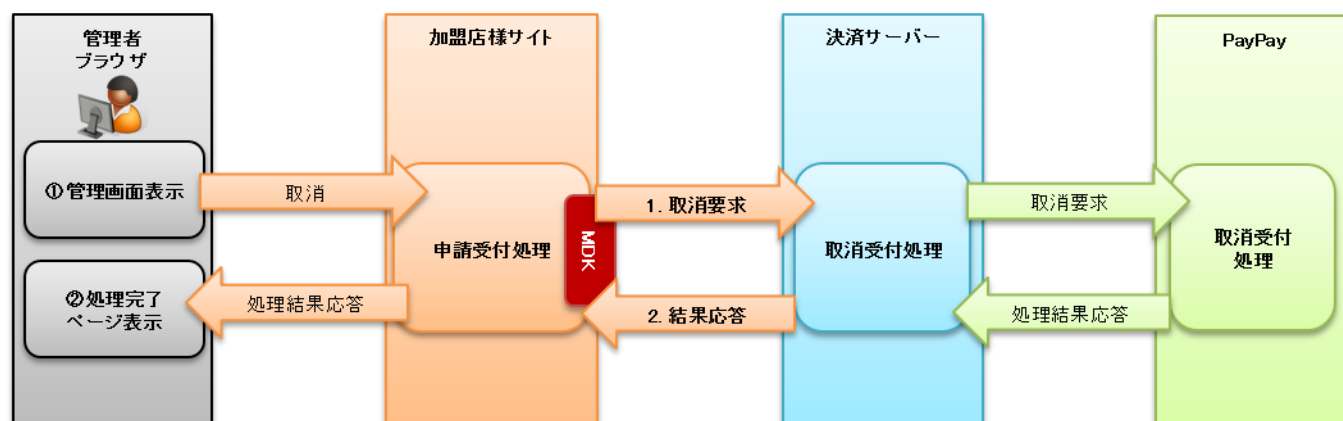 管理者
ブラウザ
加盟店様サイト
決済サーバー
PayPay
①管理画面表示
取消
申請受付処理
MDK
1. 取消要求
取消受付処理
取消要求
取消受付
処理
②処理完了
ページ表示
処理結果応答
2. 結果応答
処理結果応答